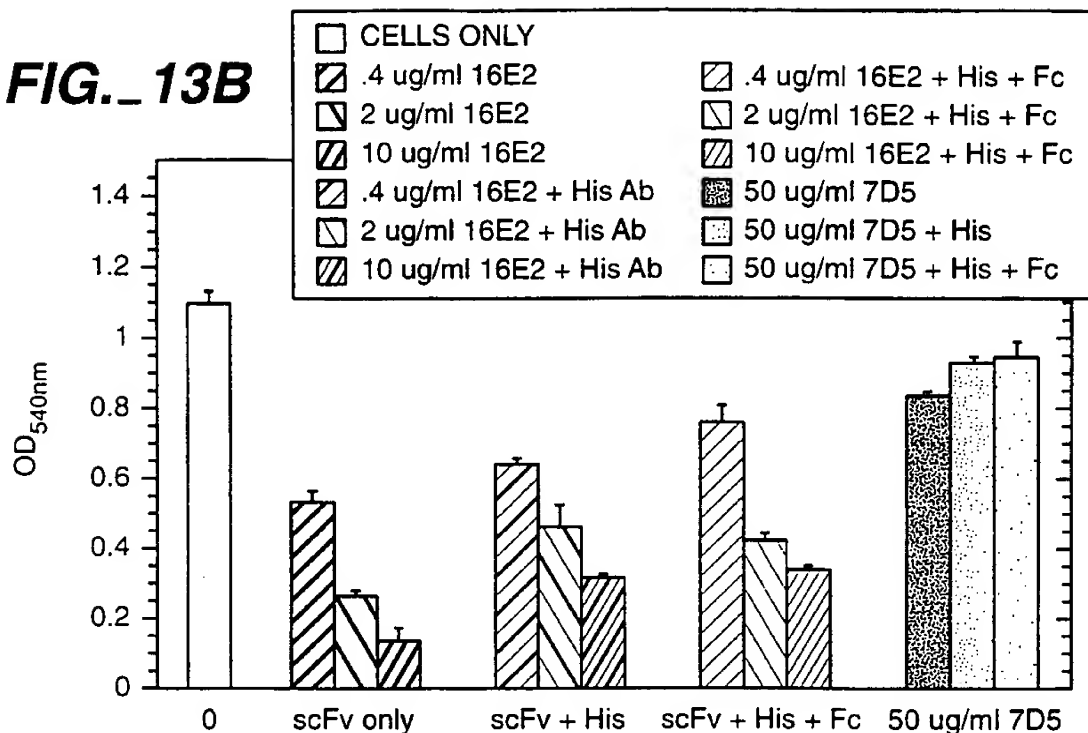 FIG._13B
CELLS ONLY
.4 ug/ml 16E2
2 ug/ml 16E2
10 ug/ml 16E2
.4 ug/ml 16E2 + His Ab
2 ug/ml 16E2 + His Ab
10 ug/ml 16E2 + His Ab
.4 ug/ml 16E2 + His + Fc
2 ug/ml 16E2 + His + Fc
10 ug/ml 16E2 + His + Fc
50 ug/ml 7D5
50 ug/ml 7D5 + His
50 ug/ml 7D5 + His + Fc
OD540nm
1.4
1.2
1
0.8
0.6
0.4
0.2
0
0
scFv only
scFv + His
scFv + His + Fc
50 ug/ml 7D5